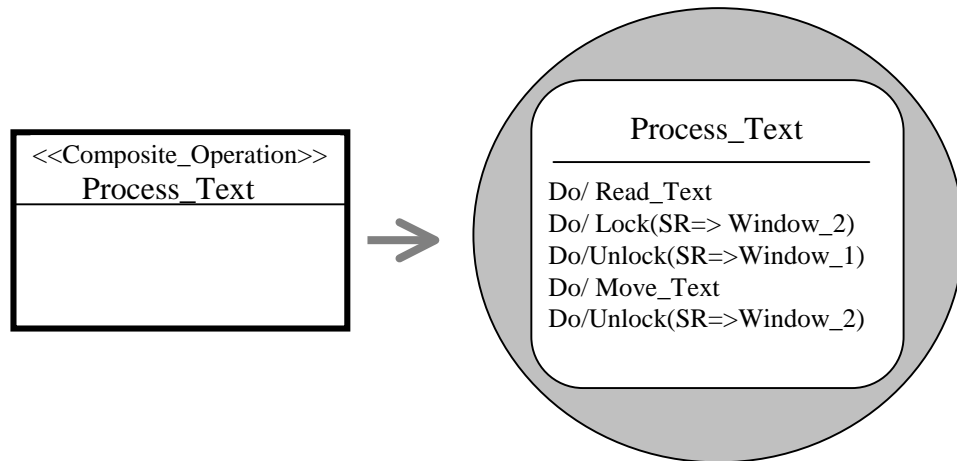 <<Composite_Operation>>
Process_Text
Process_Text
Do/ Read_Text
Do/ Lock(SR=> Window_2)
Do/Unlock(SR=>Window_1)
Do/ Move_Text
Do/Unlock(SR=>Window_2)